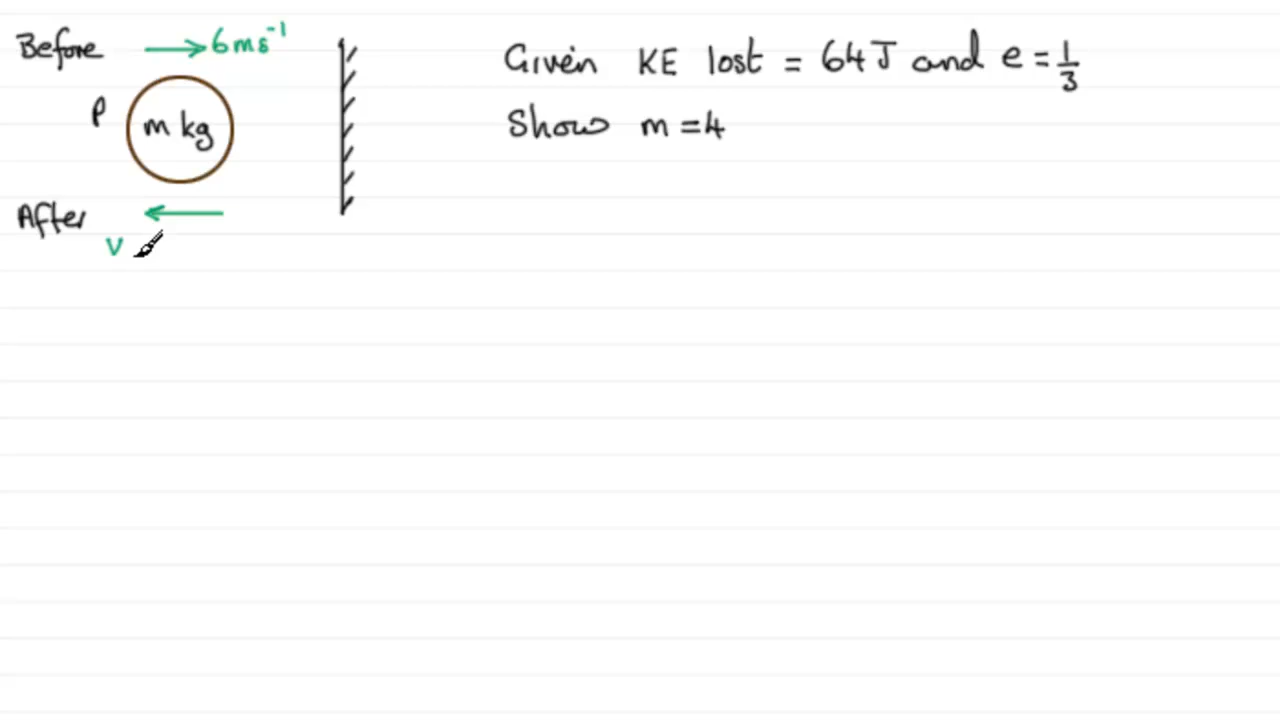 Before → 6ms⁻¹
P
m kg
After ←
v
Given KE lost = 64J and e = 1/3
Show m = 4